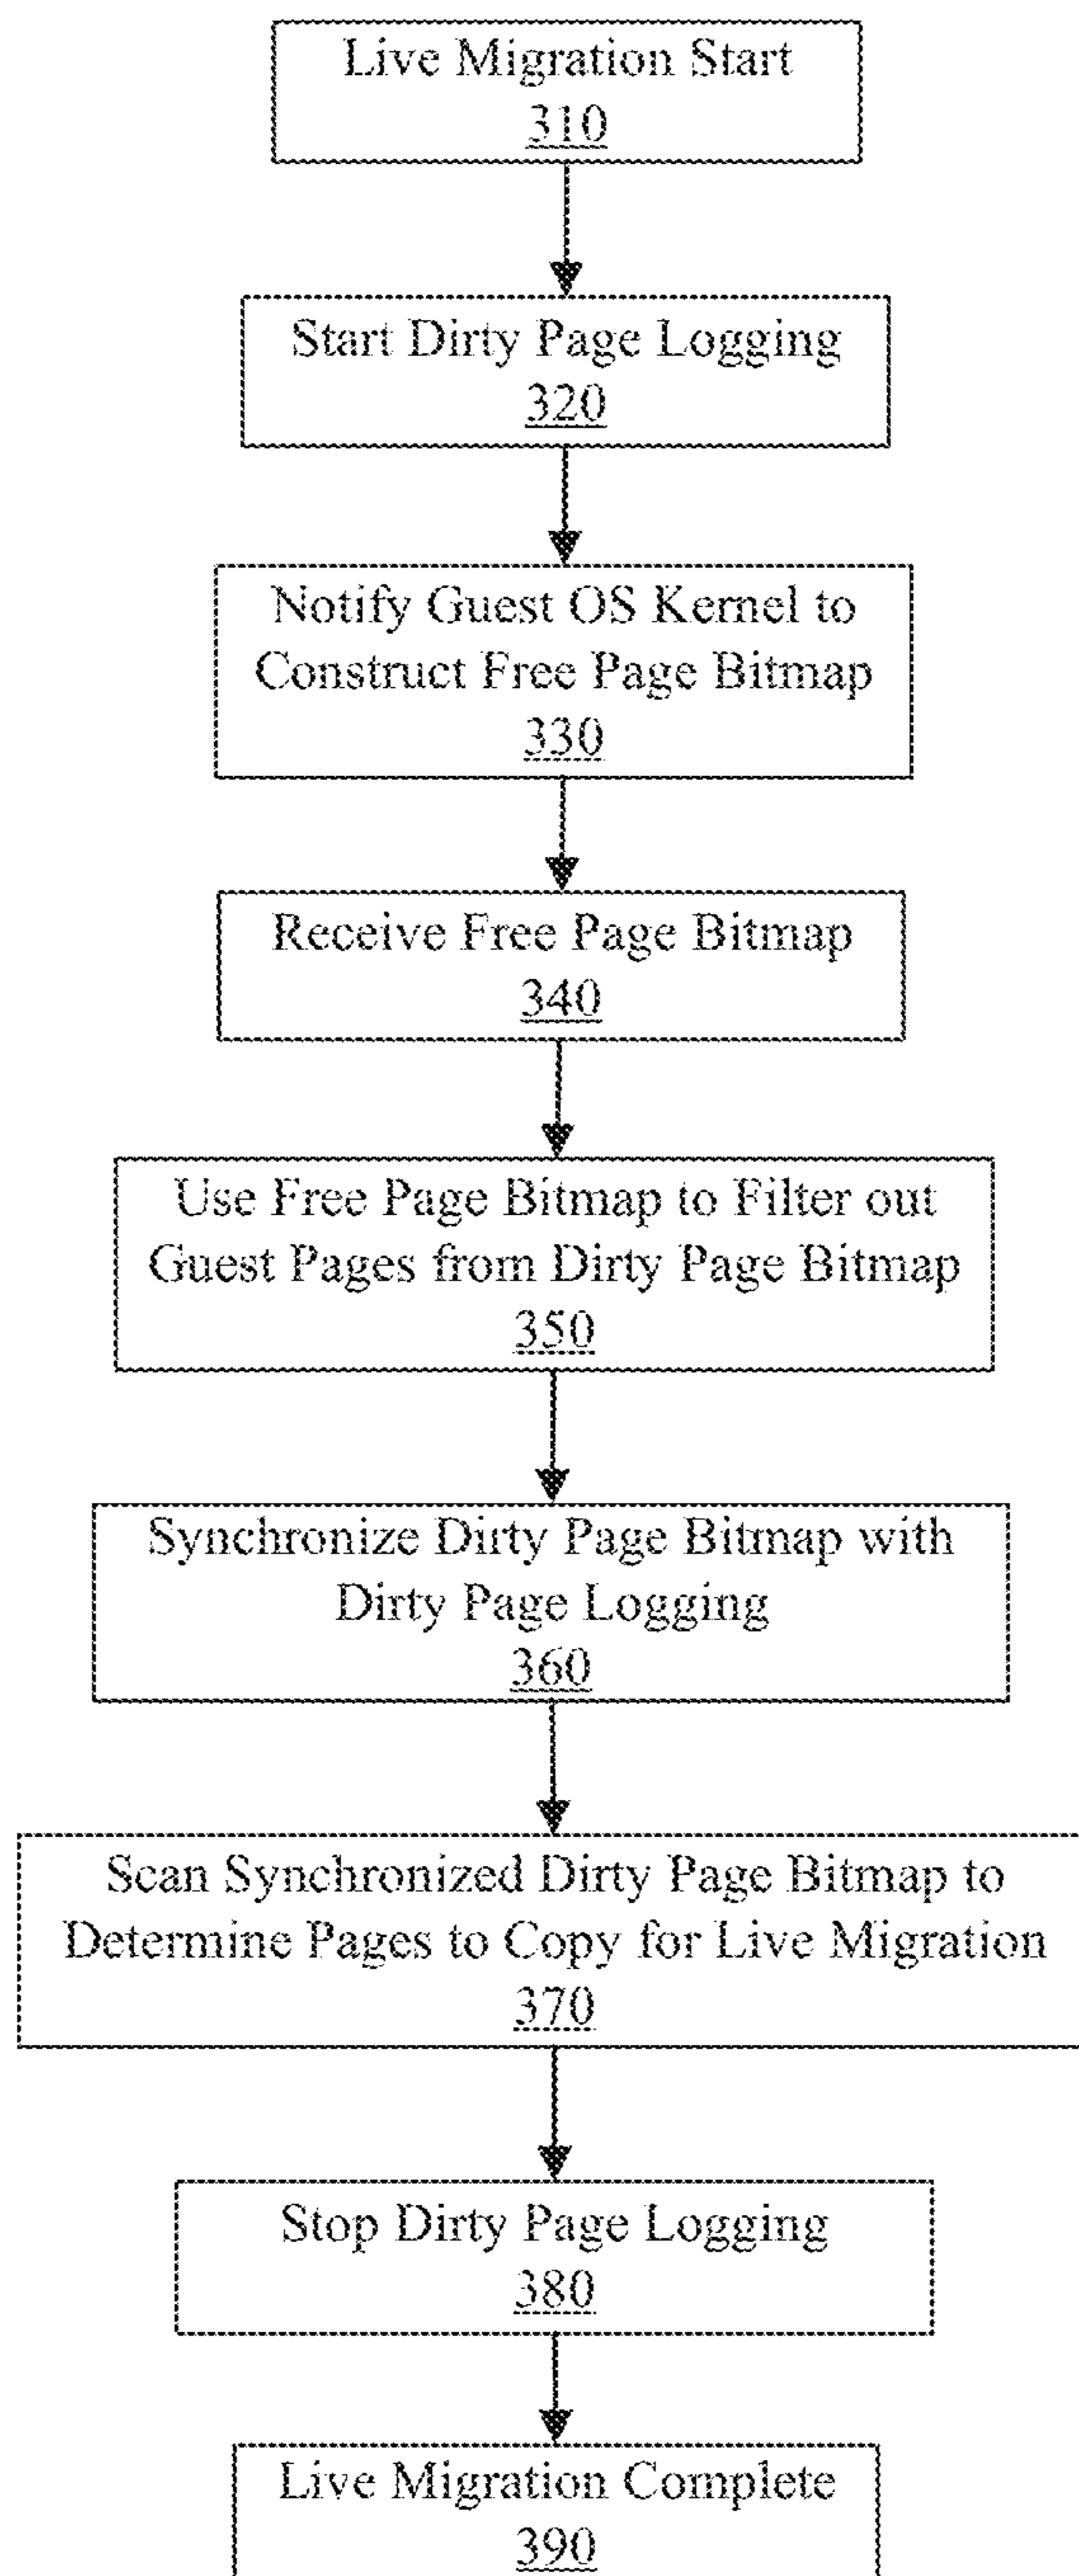 Live Migration Start
310
Start Dirty Page Logging
320
Notify Guest OS Kernel to
Construct Free Page Bitmap
330
Receive Free Page Bitmap
340
Use Free Page Bitmap to Filter out
Guest Pages from Dirty Page Bitmap
350
Synchronize Dirty Page Bitmap with
Dirty Page Logging
360
Scan Synchronized Dirty Page Bitmap to
Determine Pages to Copy for Live Migration
370
Stop Dirty Page Logging
380
Live Migration Complete
390